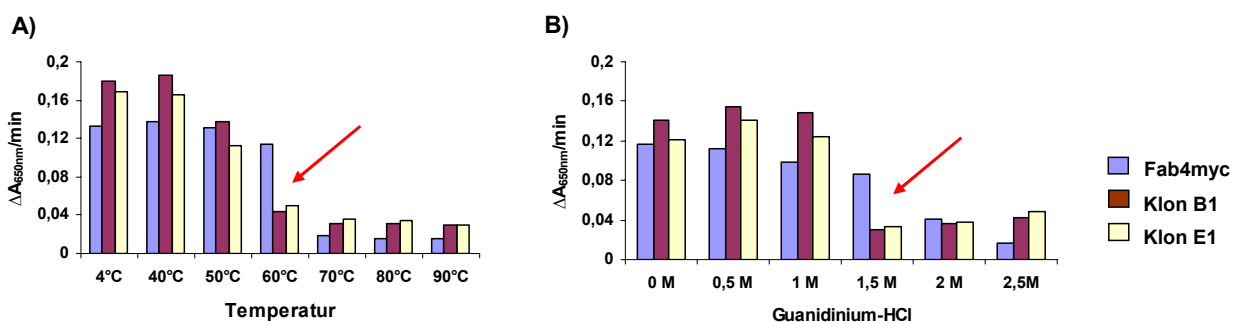 A)
ΔA650nm/min
0,2
0,16
0,12
0,08
0,04
0
4°C 40°C 50°C 60°C 70°C 80°C 90°C
Temperatur
B)
ΔA650nm/min
0,2
0,16
0,12
0,08
0,04
0
0 M 0,5 M 1 M 1,5 M 2 M 2,5M
Guanidinium-HCl
Fab4myc
Klon B1
Klon E1